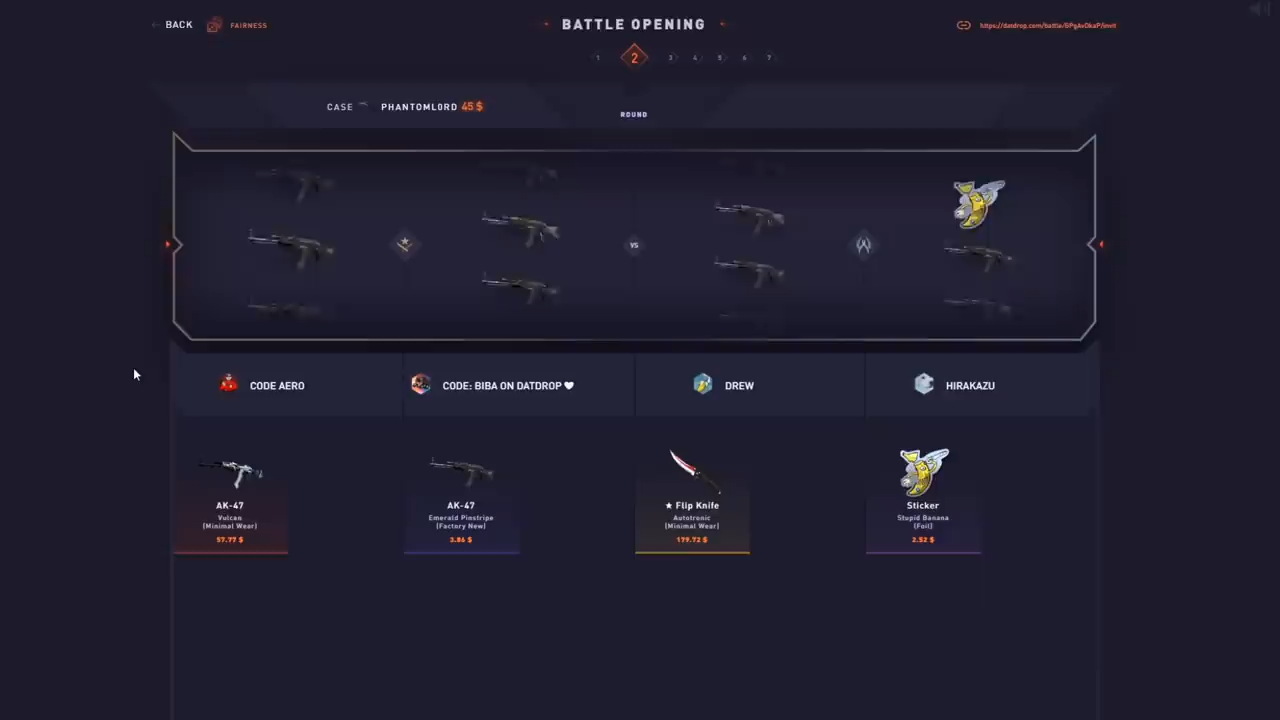 BACK
FAIRNESS
BATTLE OPENING
1 2 3 4 5 6 7
CASE PHANTOML0RD 45 $
ROUND
VS
CODE AERO
CODE: BIBA ON DATDROP
DREW
HIRAKAZU
AK-47
Vulcan
(Minimal Wear)
57.77 $
AK-47
Emerald Pinstripe
(Factory New)
3.86 $
★ Flip Knife
Autotronic
(Minimal Wear)
179.72 $
Sticker
Stupid Banana
(Foil)
2.52 $